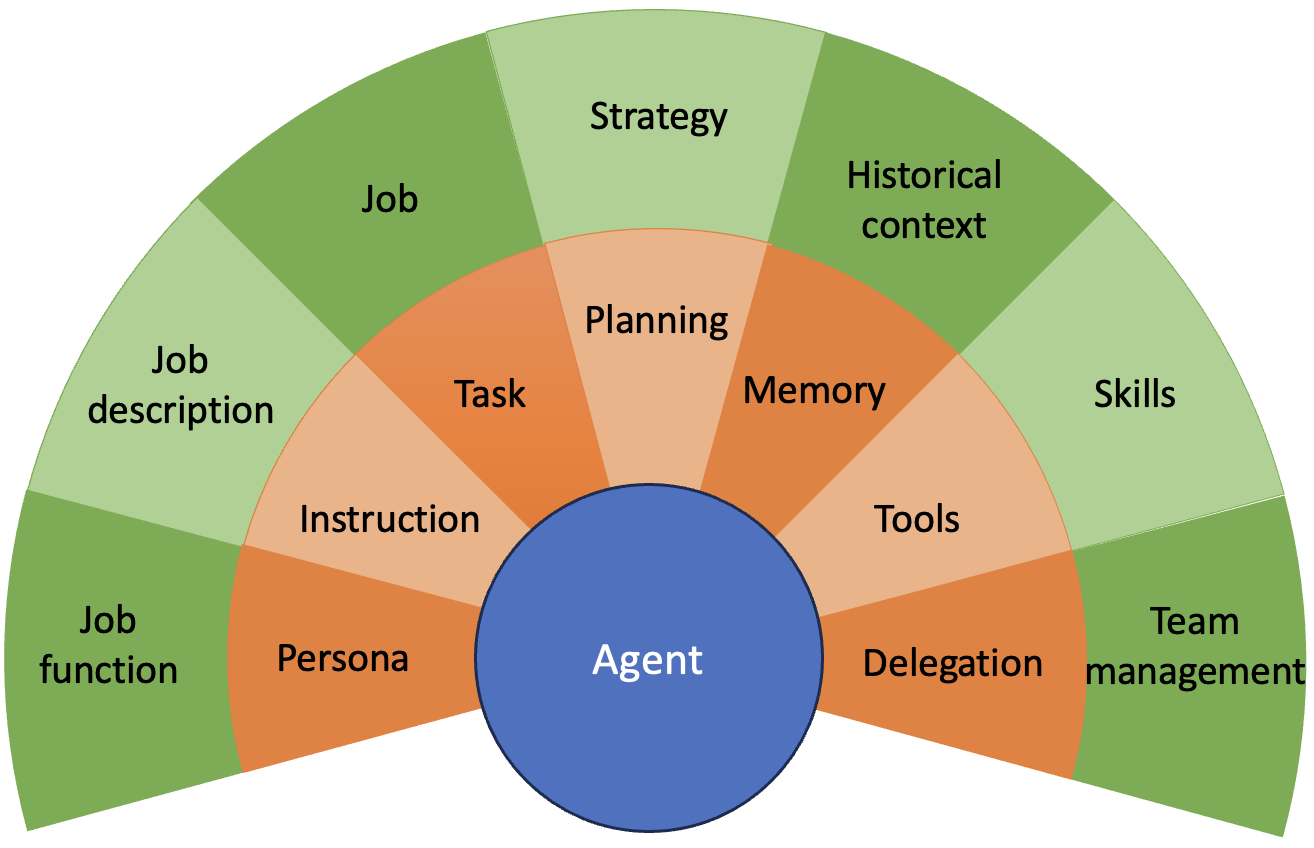 Strategy
Historical
context
Job
Planning
Job
description
Task
Memory
Skills
Instruction
Tools
Job
function
Persona
Agent
Delegation
Team
management